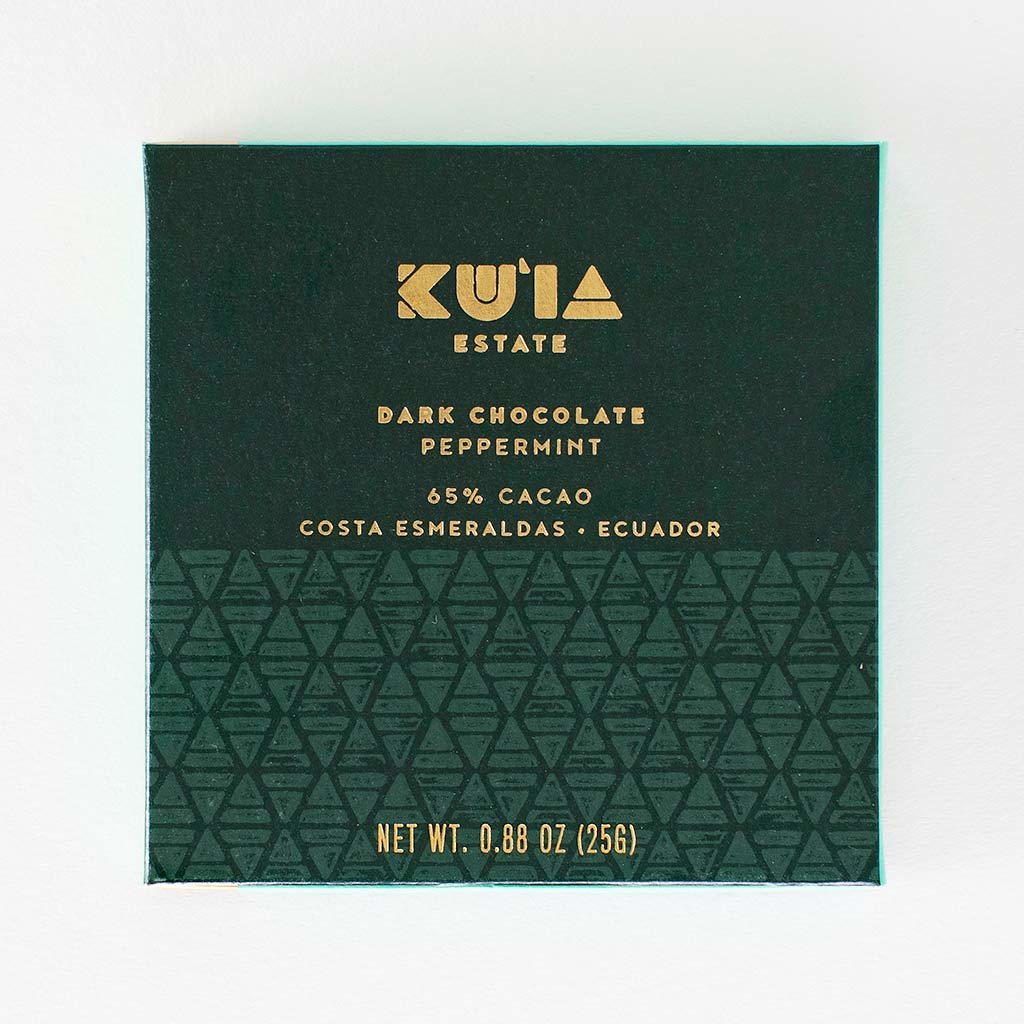 KU‘IA
ESTATE
DARK CHOCOLATE
PEPPERMINT
65% CACAO
COSTA ESMERALDAS • ECUADOR
NET WT. 0.88 OZ (25G)